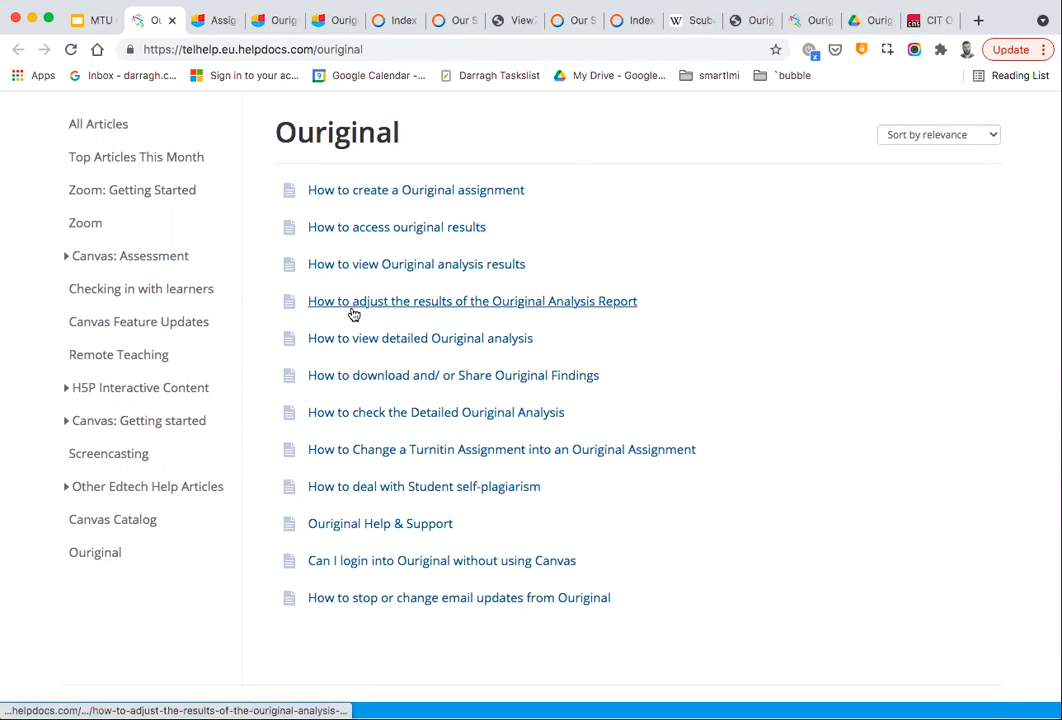 MTU
Ou
Assig
Ourig
Ourig
Index
Our S
View
Our S
Index
Scub
Ourig
Ourig
Ourig
CIT O
https://telhelp.eu.helpdocs.com/ouriginal
Update
Apps
Inbox - darragh.c...
Sign in to your ac...
Google Calendar -...
Darragh Tasklist
My Drive - Google...
smartlmi
`bubble
Reading List
All Articles
Top Articles This Month
Zoom: Getting Started
Zoom
Canvas: Assessment
Checking in with learners
Canvas Feature Updates
Remote Teaching
H5P Interactive Content
Canvas: Getting started
Screencasting
Other Edtech Help Articles
Canvas Catalog
Ouriginal
Ouriginal
Sort by relevance
How to create a Ouriginal assignment
How to access ouriginal results
How to view Ouriginal analysis results
How to adjust the results of the Ouriginal Analysis Report
How to view detailed Ouriginal analysis
How to download and/ or Share Ouriginal Findings
How to check the Detailed Ouriginal Analysis
How to Change a Turnitin Assignment into an Ouriginal Assignment
How to deal with Student self-plagiarism
Ouriginal Help & Support
Can I login into Ouriginal without using Canvas
How to stop or change email updates from Ouriginal
...helpdocs.com/.../how-to-adjust-the-results-of-the-ouriginal-analysis-...